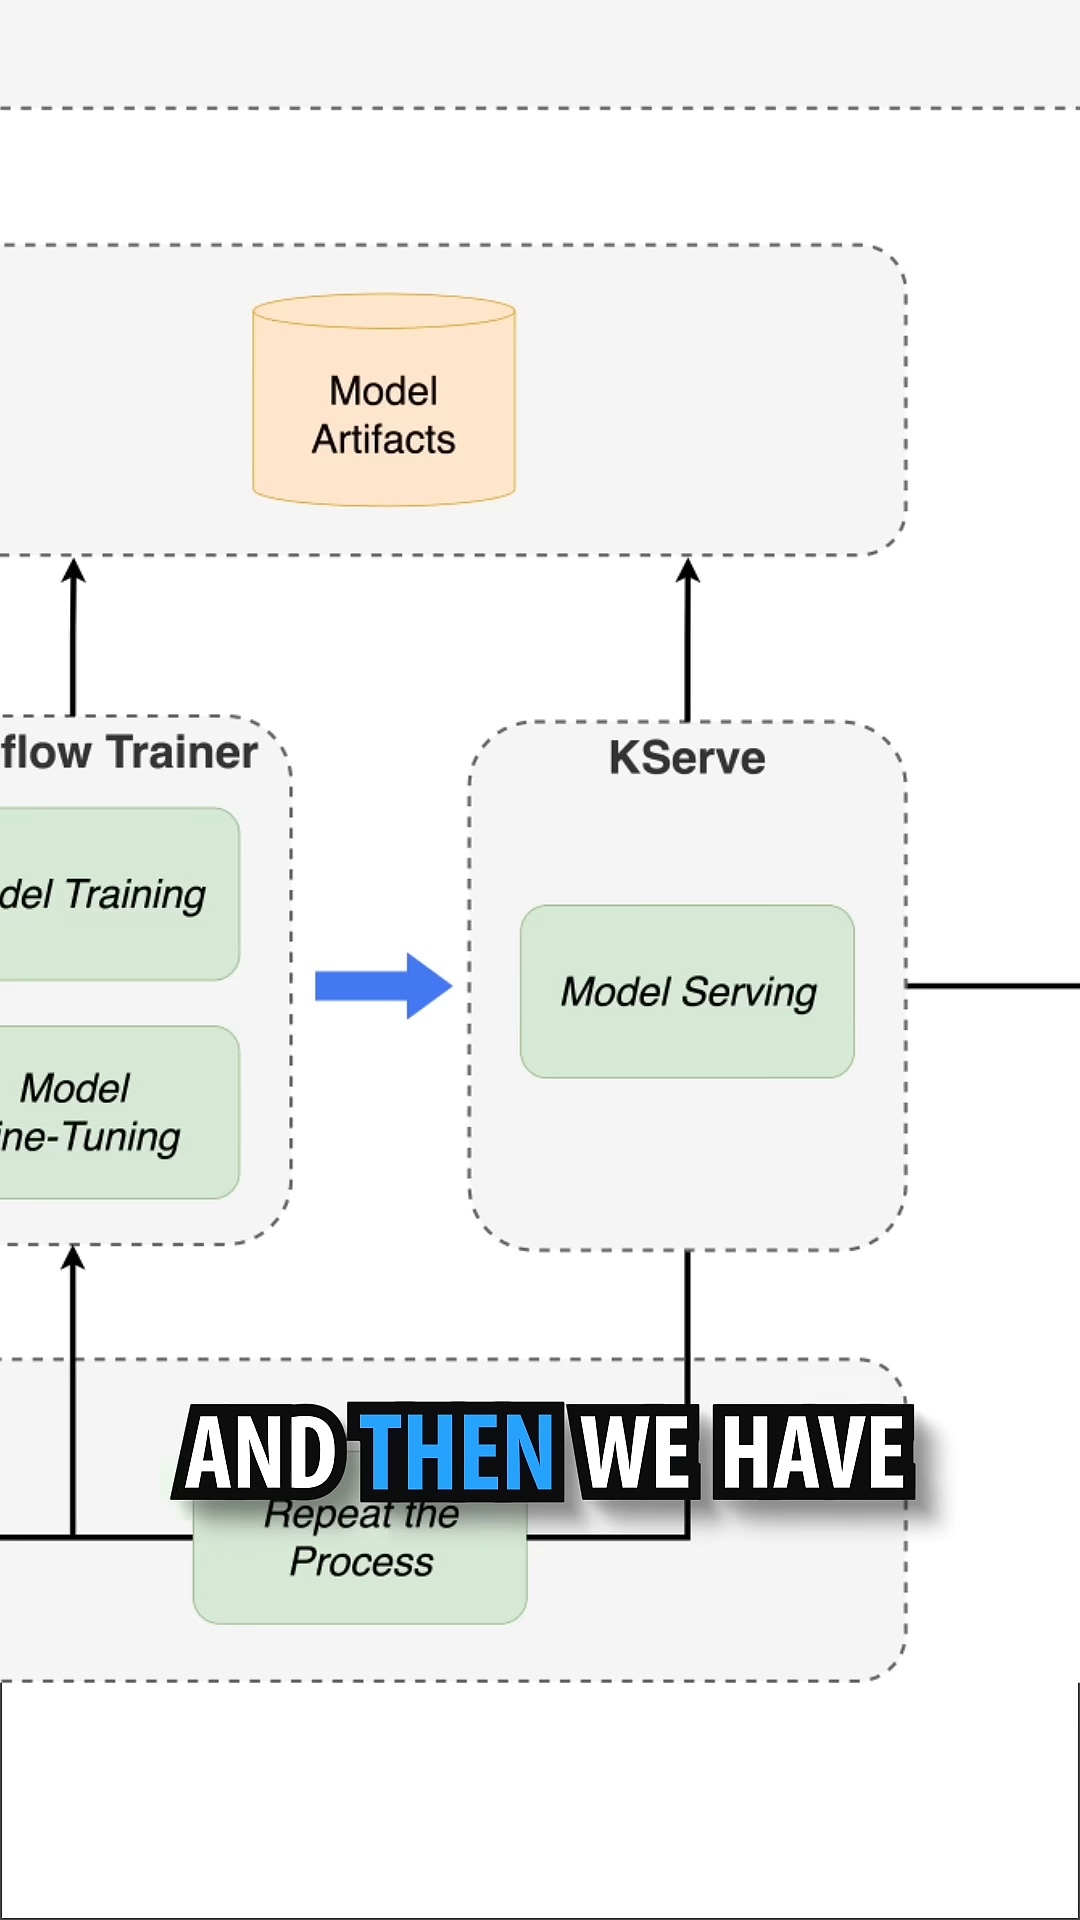 Model
Artifacts
flow Trainer
KServe
del Training
Model Serving
Model
ine-Tuning
AND THEN WE HAVE
Repeat the
Process